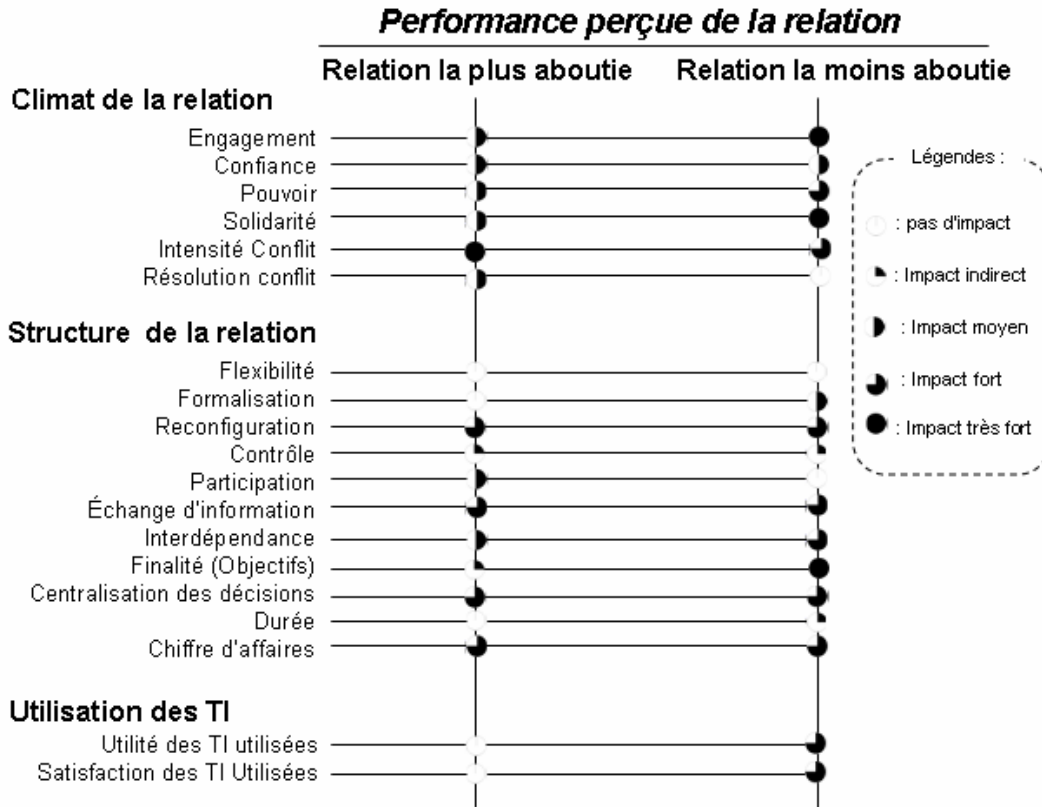 Performance perçue de la relation
Relation la plus aboutie Relation la moins aboutie
Climat de la relation
Engagement
Confiance
Pouvoir
Solidarité
Intensité Conflit
Résolution conflit
Légendes :
: pas d'impact
: Impact indirect
: Impact moyen
: Impact fort
: Impact très fort
Structure de la relation
Flexibilité
Formalisation
Reconfiguration
Contrôle
Participation
Échange d'information
Interdépendance
Finalité (Objectifs)
Centralisation des décisions
Durée
Chiffre d'affaires
Utilisation des TI
Utilité des TI utilisées
Satisfaction des TI Utilisées